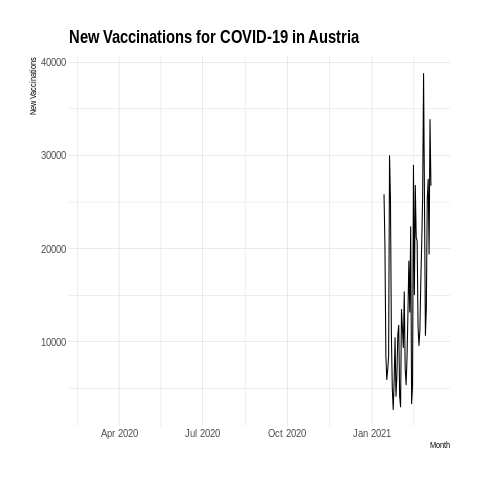 New Vaccinations for COVID-19 in Austria
New Vaccinations
40000
30000
20000
10000
Apr 2020 Jul 2020 Oct 2020 Jan 2021
Month